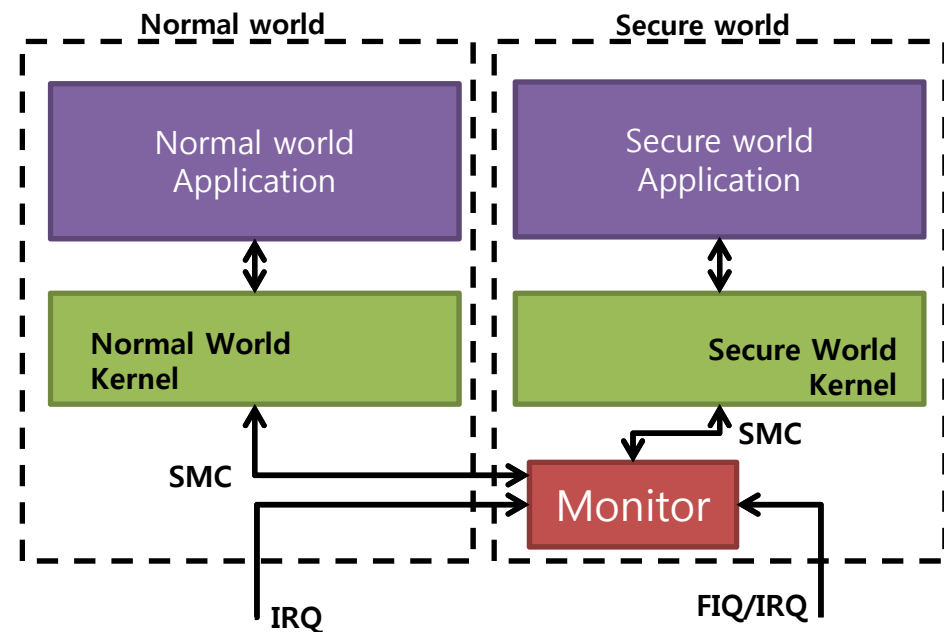 Normal world
Secure world
Normal world
Application
Secure world
Application
Normal World
Kernel
Secure World
Kernel
SMC
SMC
Monitor
IRQ
FIQ/IRQ